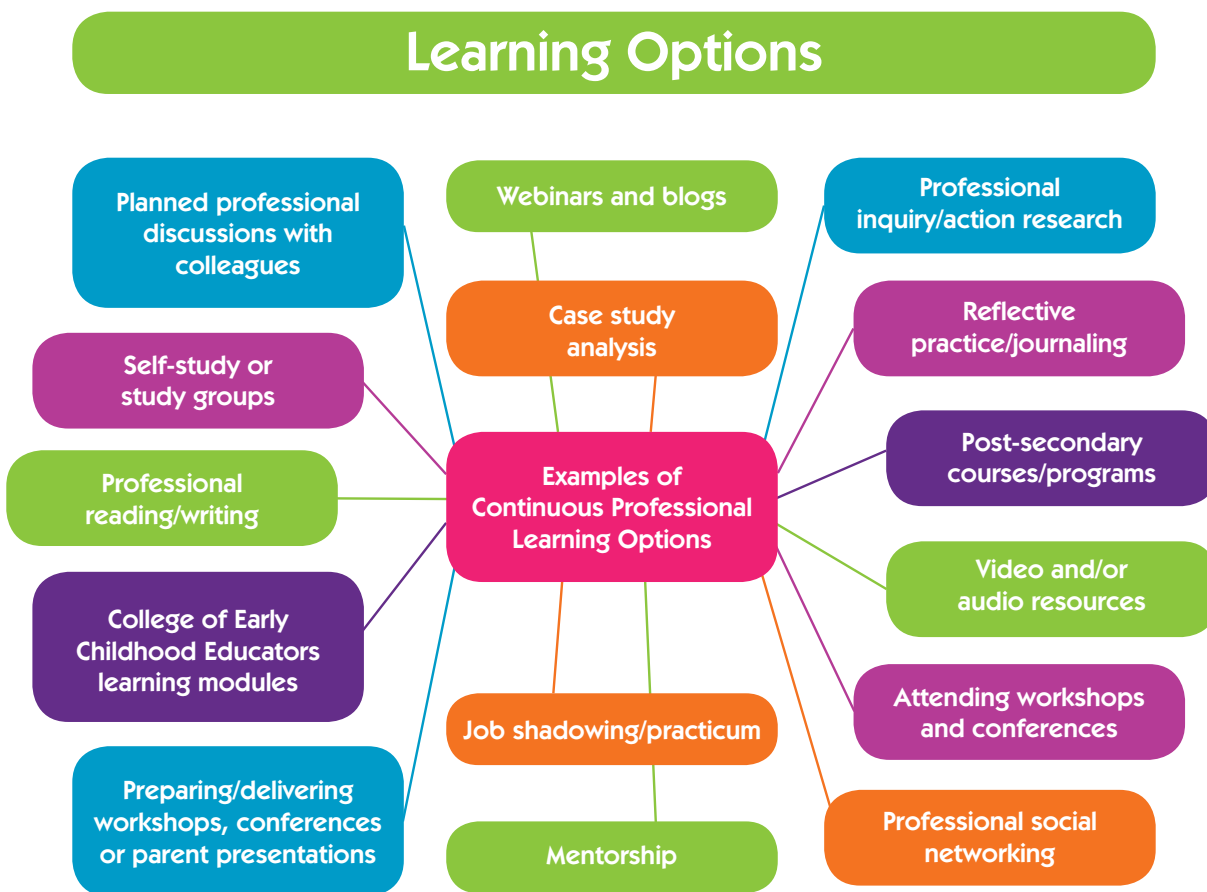 Learning Options
Planned professional
discussions with
colleagues
Self-study or
study groups
Professional
reading/writing
College of Early
Childhood Educators
learning modules
Preparing/delivering
workshops, conferences
or parent presentations
Webinars and blogs
Case study
analysis
Examples of
Continuous Professional
Learning Options
Job shadowing/practicum
Mentorship
Professional
inquiry/action research
Reflective
practice/journaling
Post-secondary
courses/programs
Video and/or
audio resources
Attending workshops
and conferences
Professional social
networking